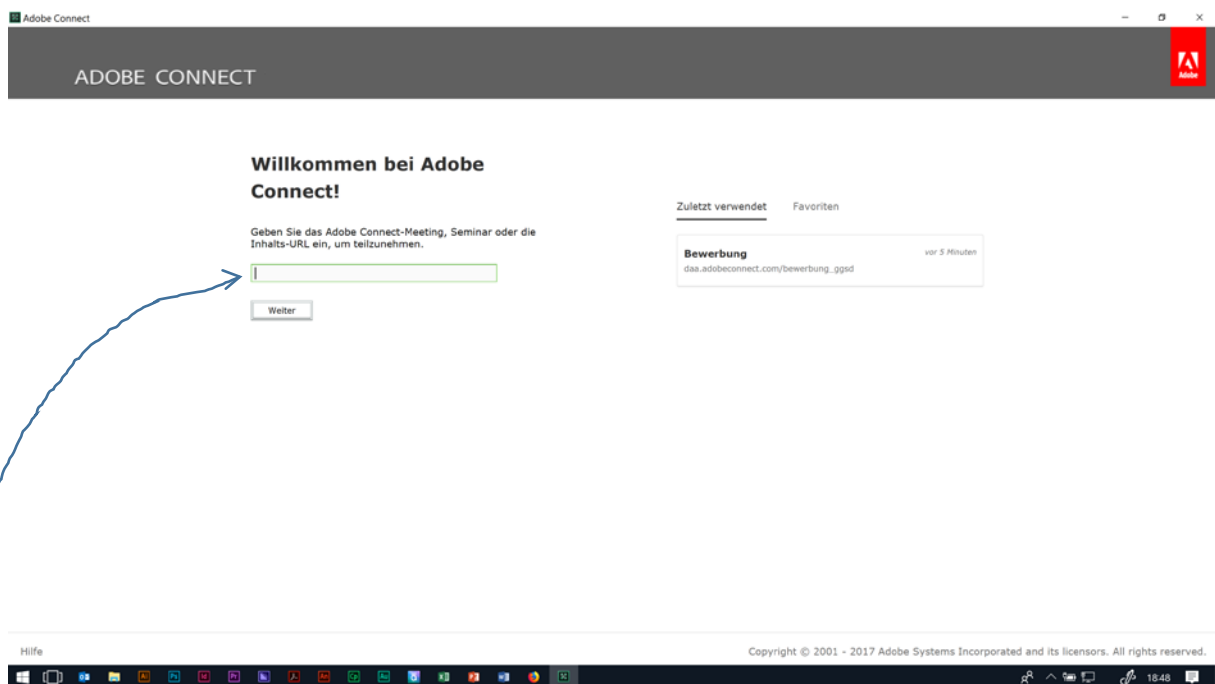 Adobe Connect
ADOBE CONNECT
Adobe
Willkommen bei Adobe
Connect!
Geben Sie das Adobe Connect-Meeting, Seminar oder die
Inhalts-URL ein, um teilzunehmen.
Weiter
Zuletzt verwendet Favoriten
Bewerbung vor 5 Minuten
daa.adobeconnect.com/bewerbung_ggsd
Hilfe
Copyright © 2001 - 2017 Adobe Systems Incorporated and its licensors. All rights reserved.
18:48